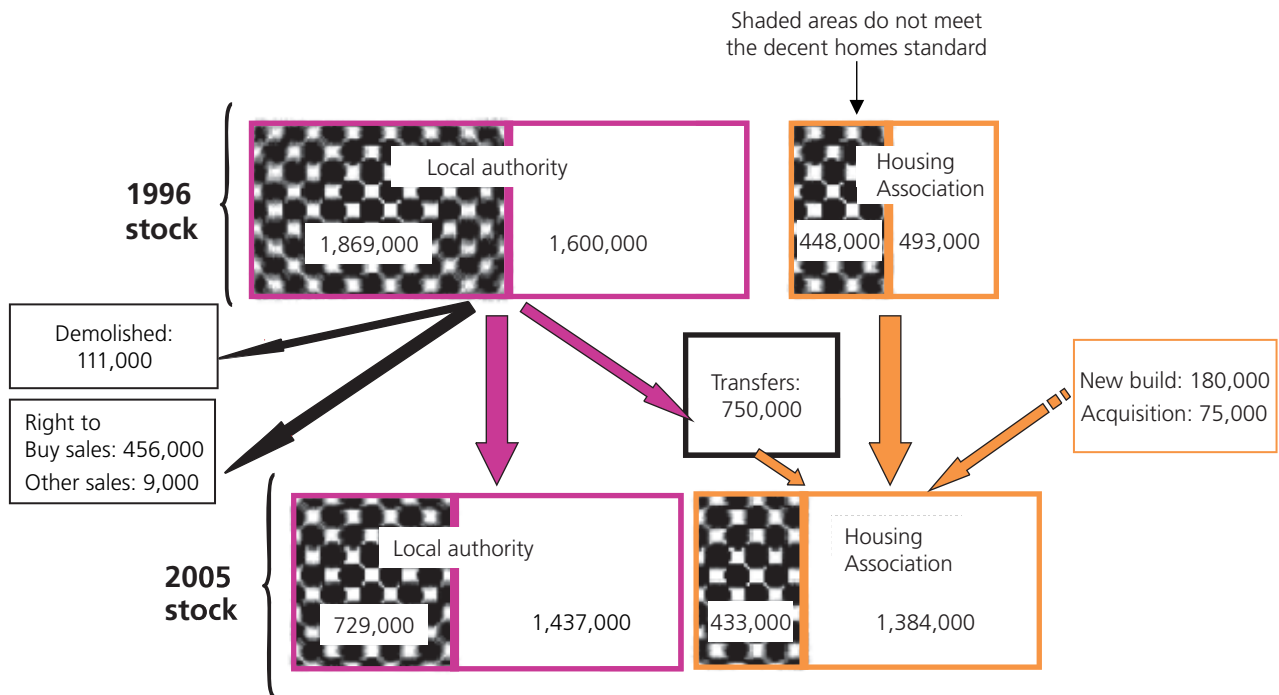 Shaded areas do not meet
the decent homes standard
1996
stock
Local authority
1,869,000
1,600,000
Housing
Association
448,000
493,000
Demolished:
111,000
Right to
Buy sales: 456,000
Other sales: 9,000
Transfers:
750,000
New build: 180,000
Acquisition: 75,000
2005
stock
Local authority
729,000
1,437,000
Housing
Association
433,000
1,384,000